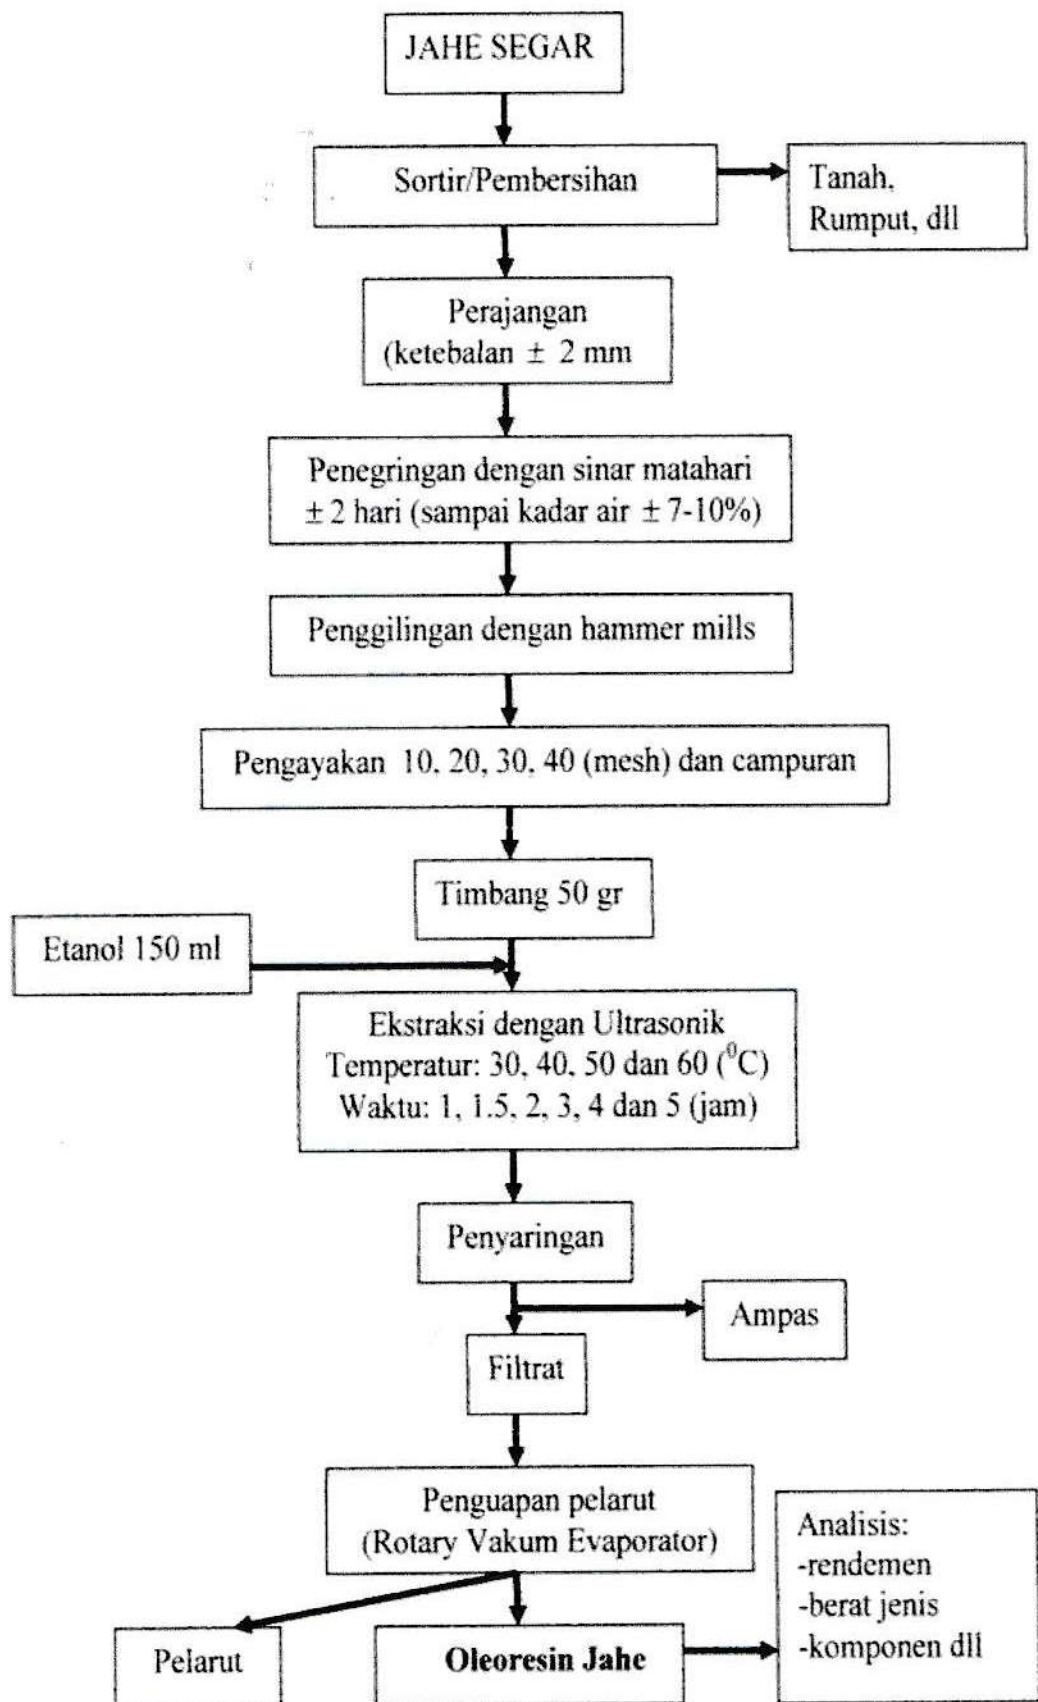 JAHE SEGAR
Sortir/Pembersihan
Tanah,
Rumput, dll
Perajangan
(ketebalan ± 2 mm
Penegringan dengan sinar matahari
± 2 hari (sampai kadar air ± 7-10%)
Penggilingan dengan hammer mills
Pengayakan 10, 20, 30, 40 (mesh) dan campuran
Timbang 50 gr
Etanol 150 ml
Ekstraksi dengan Ultrasonik
Temperatur: 30, 40, 50 dan 60 (⁰C)
Waktu: 1, 1.5, 2, 3, 4 dan 5 (jam)
Penyaringan
Ampas
Filtrat
Penguapan pelarut
(Rotary Vakum Evaporator)
Analisis:
-rendemen
-berat jenis
-komponen dll
Pelarut
Oleoresin Jahe